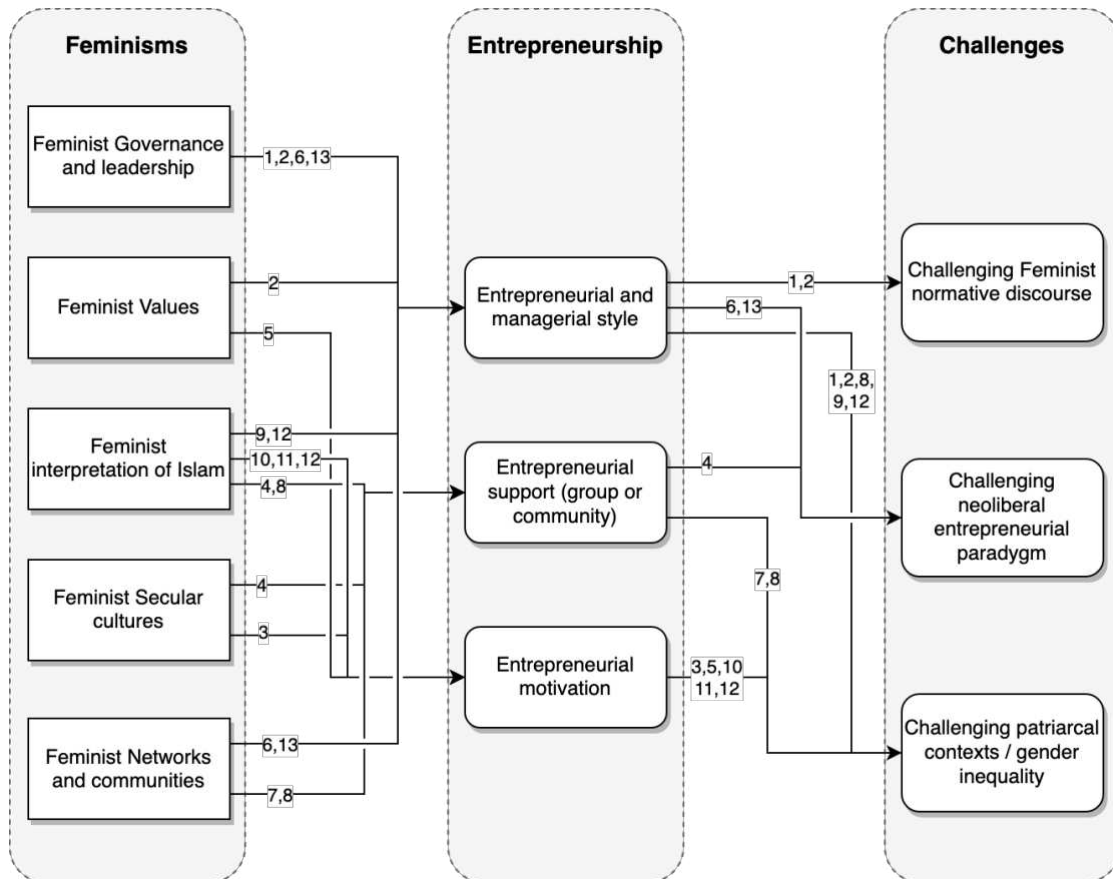 Feminisms
Feminist Governance
and leadership
1,2,6,13
Feminist Values
2
5
Feminist
interpretation of Islam
9,12
10,11,12
4,8
Feminist Secular
cultures
4
3
Feminist Networks
and communities
6,13
7,8
Entrepreneurship
Entrepreneurial and
managerial style
1,2
6,13
1,2,8,
9,12
Entrepreneurial
support (group or
community)
4
7,8
Entrepreneurial
motivation
3,5,10
11,12
Challenges
Challenging Feminist
normative discourse
Challenging
neoliberal
entrepreneurial
paradygm
Challenging patriarcal
contexts / gender
inequality